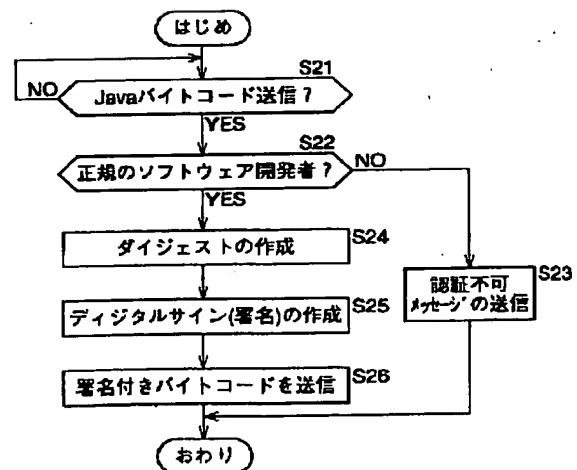 はじめ
S21
NO
Javaバイトコード送信？
YES
S22
正規のソフトウェア開発者？
NO
YES
ダイジェストの作成
S24
認証不可
メッセージの送信
S23
ディジタルサイン(署名)の作成
S25
署名付きバイトコードを送信
S26
おわり